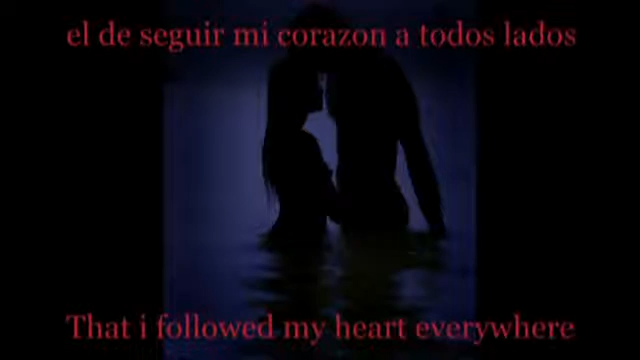 el de seguir mi corazon a todos lados
That i followed my heart everywhere